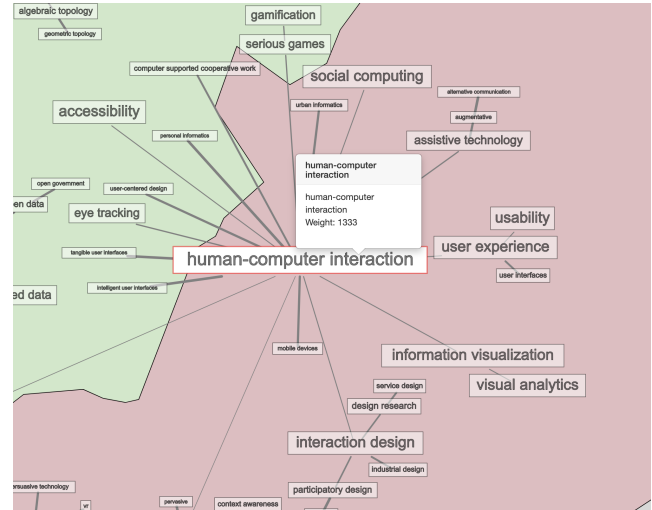 algebraic topology
geometric topology
gamification
serious games
computer supported cooperative work
social computing
accessibility
urban informatics
alternative communication
augmentative
personal informatics
assistive technology
human-computer
interaction
human-computer
interaction
Weight: 1333
open government
user-centered design
en data
eye tracking
usability
user experience
tangible user interfaces
human-computer interaction
user interfaces
intelligent user interfaces
ed data
mobile devices
information visualization
visual analytics
service design
design research
interaction design
industrial design
participatory design
ersuasive technology
vr
pervasive
context awareness